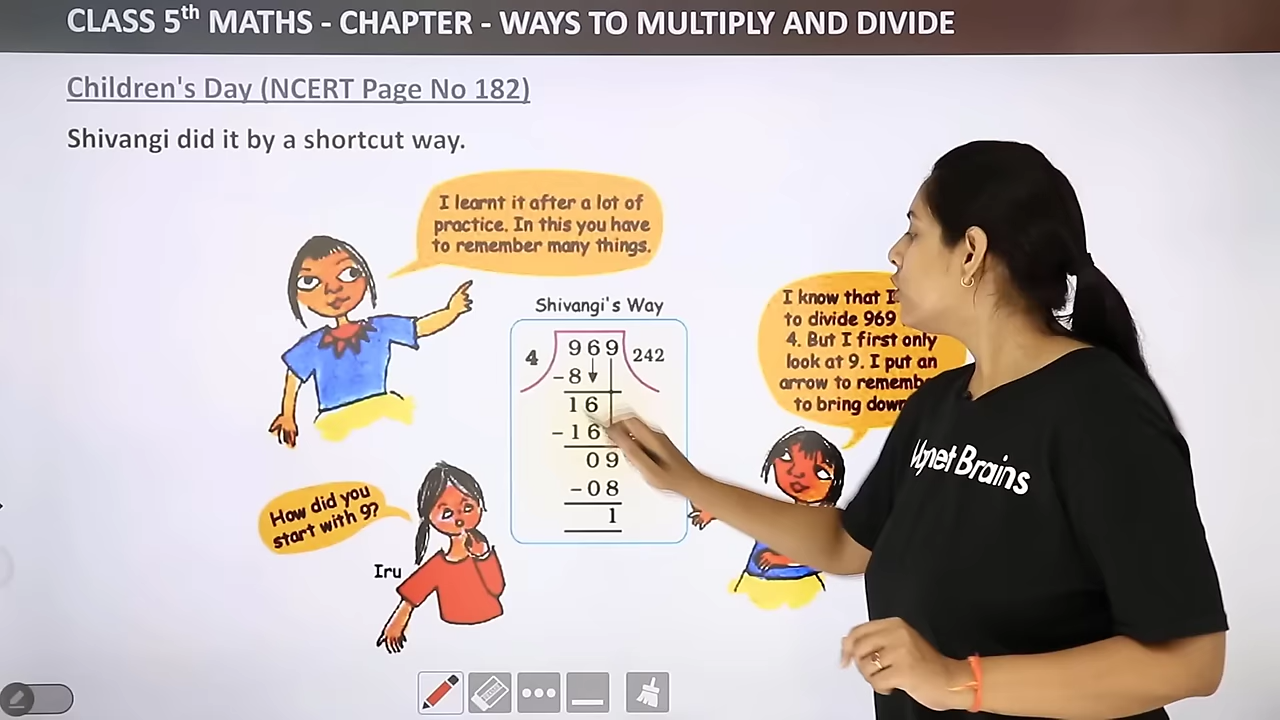 CLASS 5th MATHS - CHAPTER - WAYS TO MULTIPLY AND DIVIDE
Children's Day (NCERT Page No 182)
Shivangi did it by a shortcut way.
I learnt it after a lot of
practice. In this you have
to remember many things.
Shivangi's Way
4 969 242
-8
16
-16
09
-08
1
I know that I
to divide 969
4. But I first only
look at 9. I put an
arrow to
to bring down
How did you
start with 9?
Iru
Magnet Brains